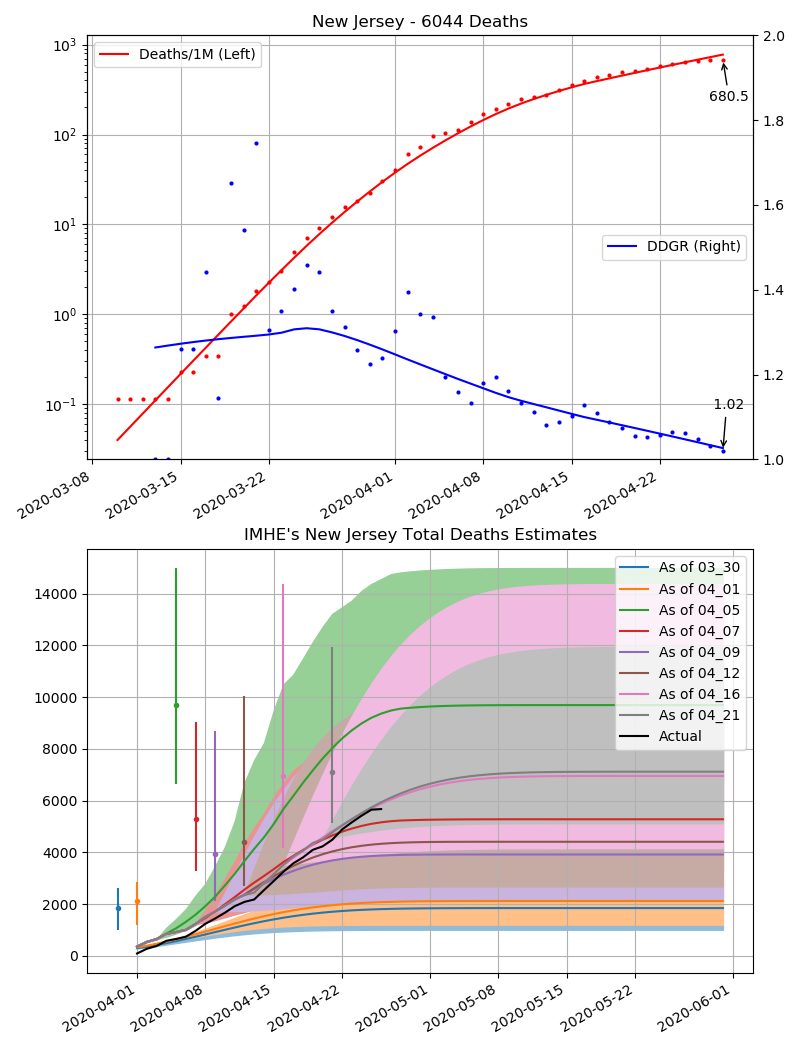 New Jersey - 6044 Deaths
Deaths/1M (Left)
DDGR (Right)
680.5
1.02
10³
10²
10¹
10⁰
10⁻¹
2.0
1.8
1.6
1.4
1.2
1.0
2020-03-08
2020-03-15
2020-03-22
2020-04-01
2020-04-08
2020-04-15
2020-04-22
IMHE's New Jersey Total Deaths Estimates
14000
12000
10000
8000
6000
4000
2000
0
As of 03_30
As of 04_01
As of 04_05
As of 04_07
As of 04_09
As of 04_12
As of 04_16
As of 04_21
Actual
2020-04-01
2020-04-08
2020-04-15
2020-04-22
2020-05-01
2020-05-08
2020-05-15
2020-05-22
2020-06-01